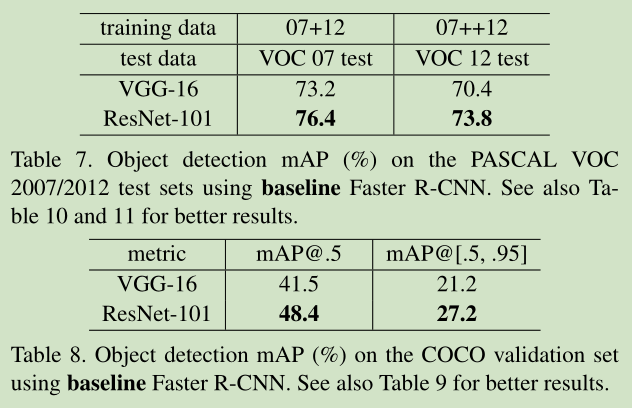 training data 07+12 07++12
test data VOC 07 test VOC 12 test
VGG-16 73.2 70.4
ResNet-101 76.4 73.8
Table 7. Object detection mAP (%) on the PASCAL VOC
2007/2012 test sets using baseline Faster R-CNN. See also Ta-
ble 10 and 11 for better results.
metric mAP@.5 mAP@[.5, .95]
VGG-16 41.5 21.2
ResNet-101 48.4 27.2
Table 8. Object detection mAP (%) on the COCO validation set
using baseline Faster R-CNN. See also Table 9 for better results.